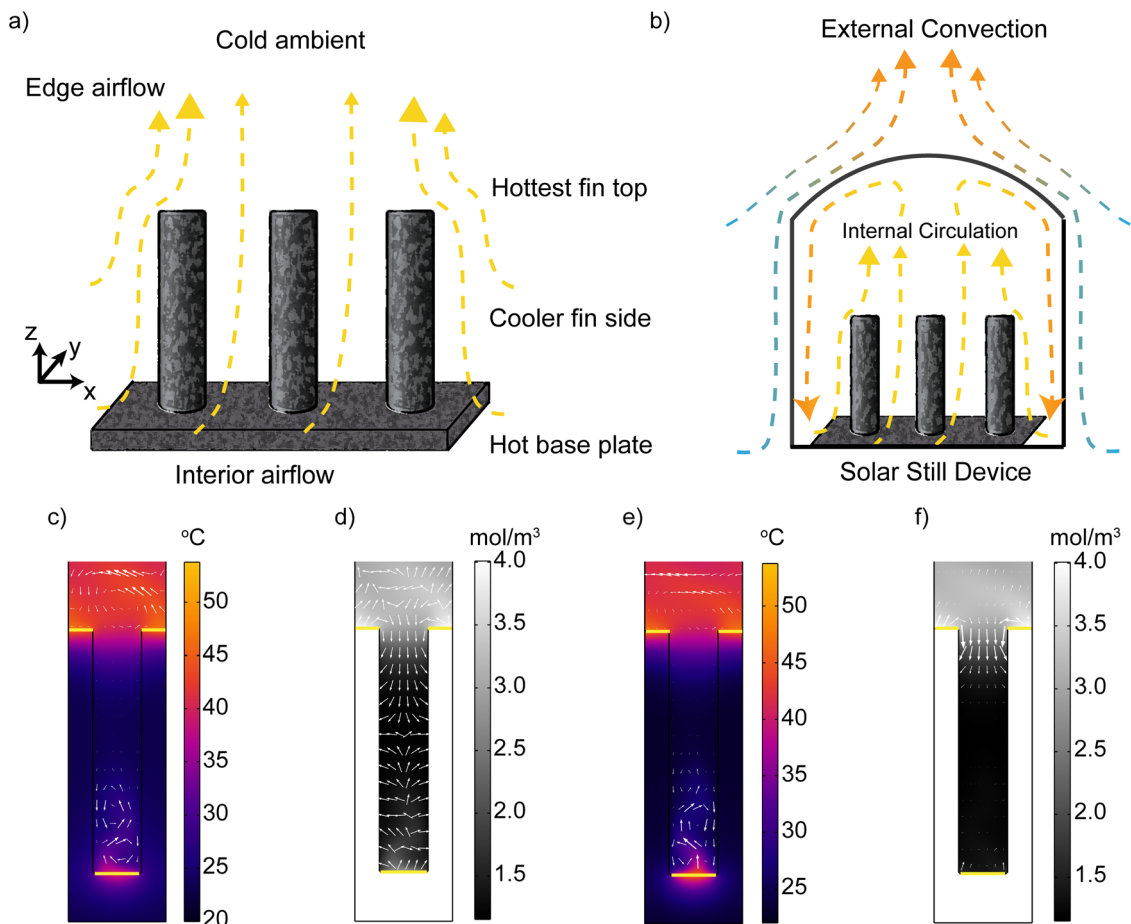 a)
Cold ambient
Edge airflow
Hottest fin top
Cooler fin side
z
y
x
Hot base plate
Interior airflow
b)
External Convection
Internal Circulation
Solar Still Device
c)
°C
50
45
40
35
30
25
20
d)
mol/m³
4.0
3.5
3.0
2.5
2.0
1.5
e)
°C
50
45
40
35
30
25
f)
mol/m³
4.0
3.5
3.0
2.5
2.0
1.5